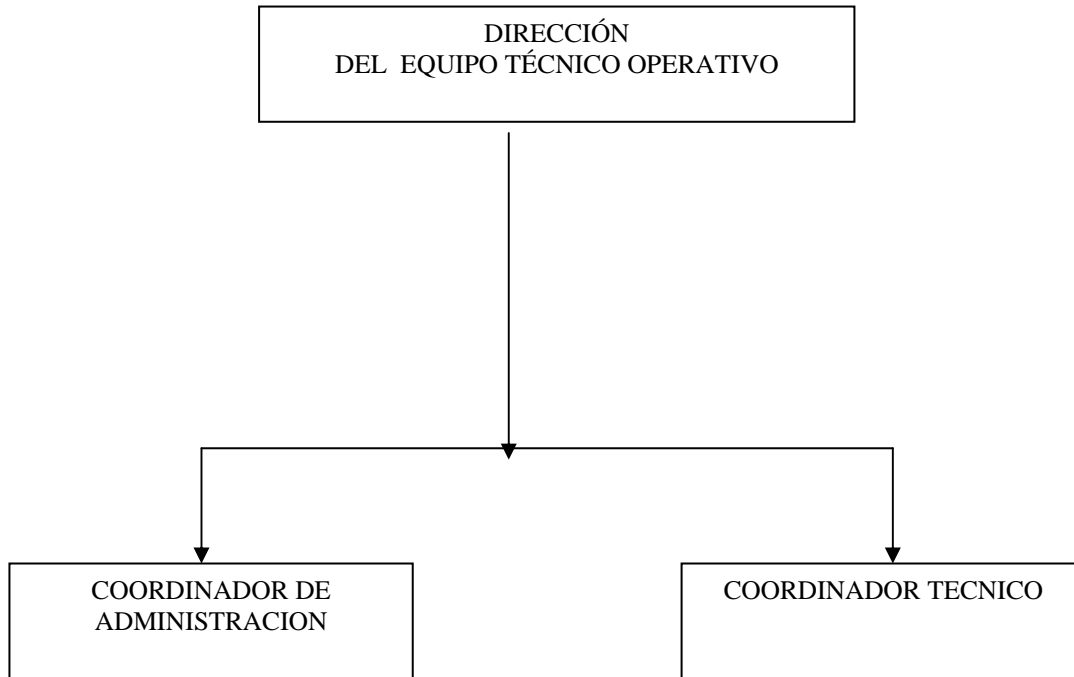 DIRECCIÓN
DEL EQUIPO TÉCNICO OPERATIVO
COORDINADOR DE
ADMINISTRACION
COORDINADOR TECNICO